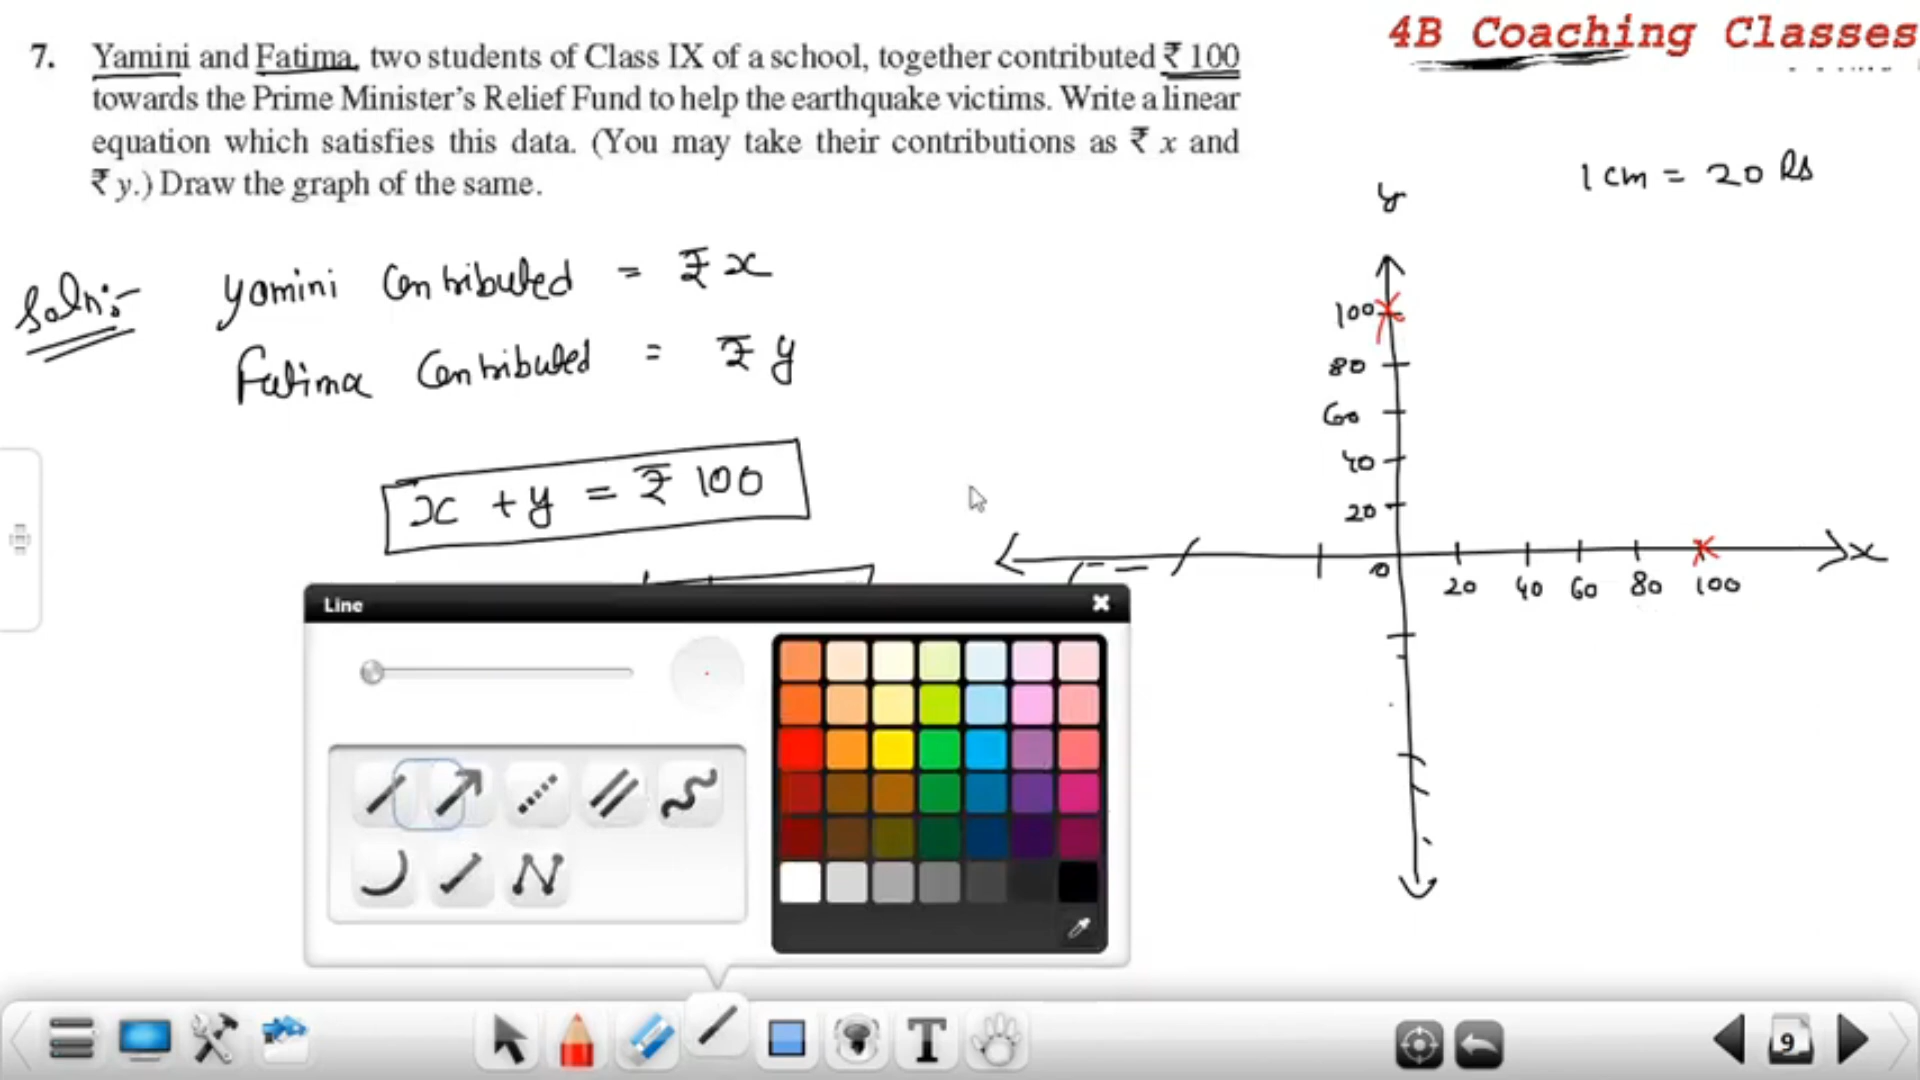 4B Coaching Classes
7. Yamini and Fatima, two students of Class IX of a school, together contributed ₹ 100
towards the Prime Minister's Relief Fund to help the earthquake victims. Write a linear
equation which satisfies this data. (You may take their contributions as ₹ x and
₹ y.) Draw the graph of the same.
1 cm = 20 Rs
Soln:-
yamini Contributed = ₹ x
Fatima Contributed = ₹ y
x + y = ₹ 100
y
100
80
60
40
20
0
20 40 60 80 100
x
Line
T
9